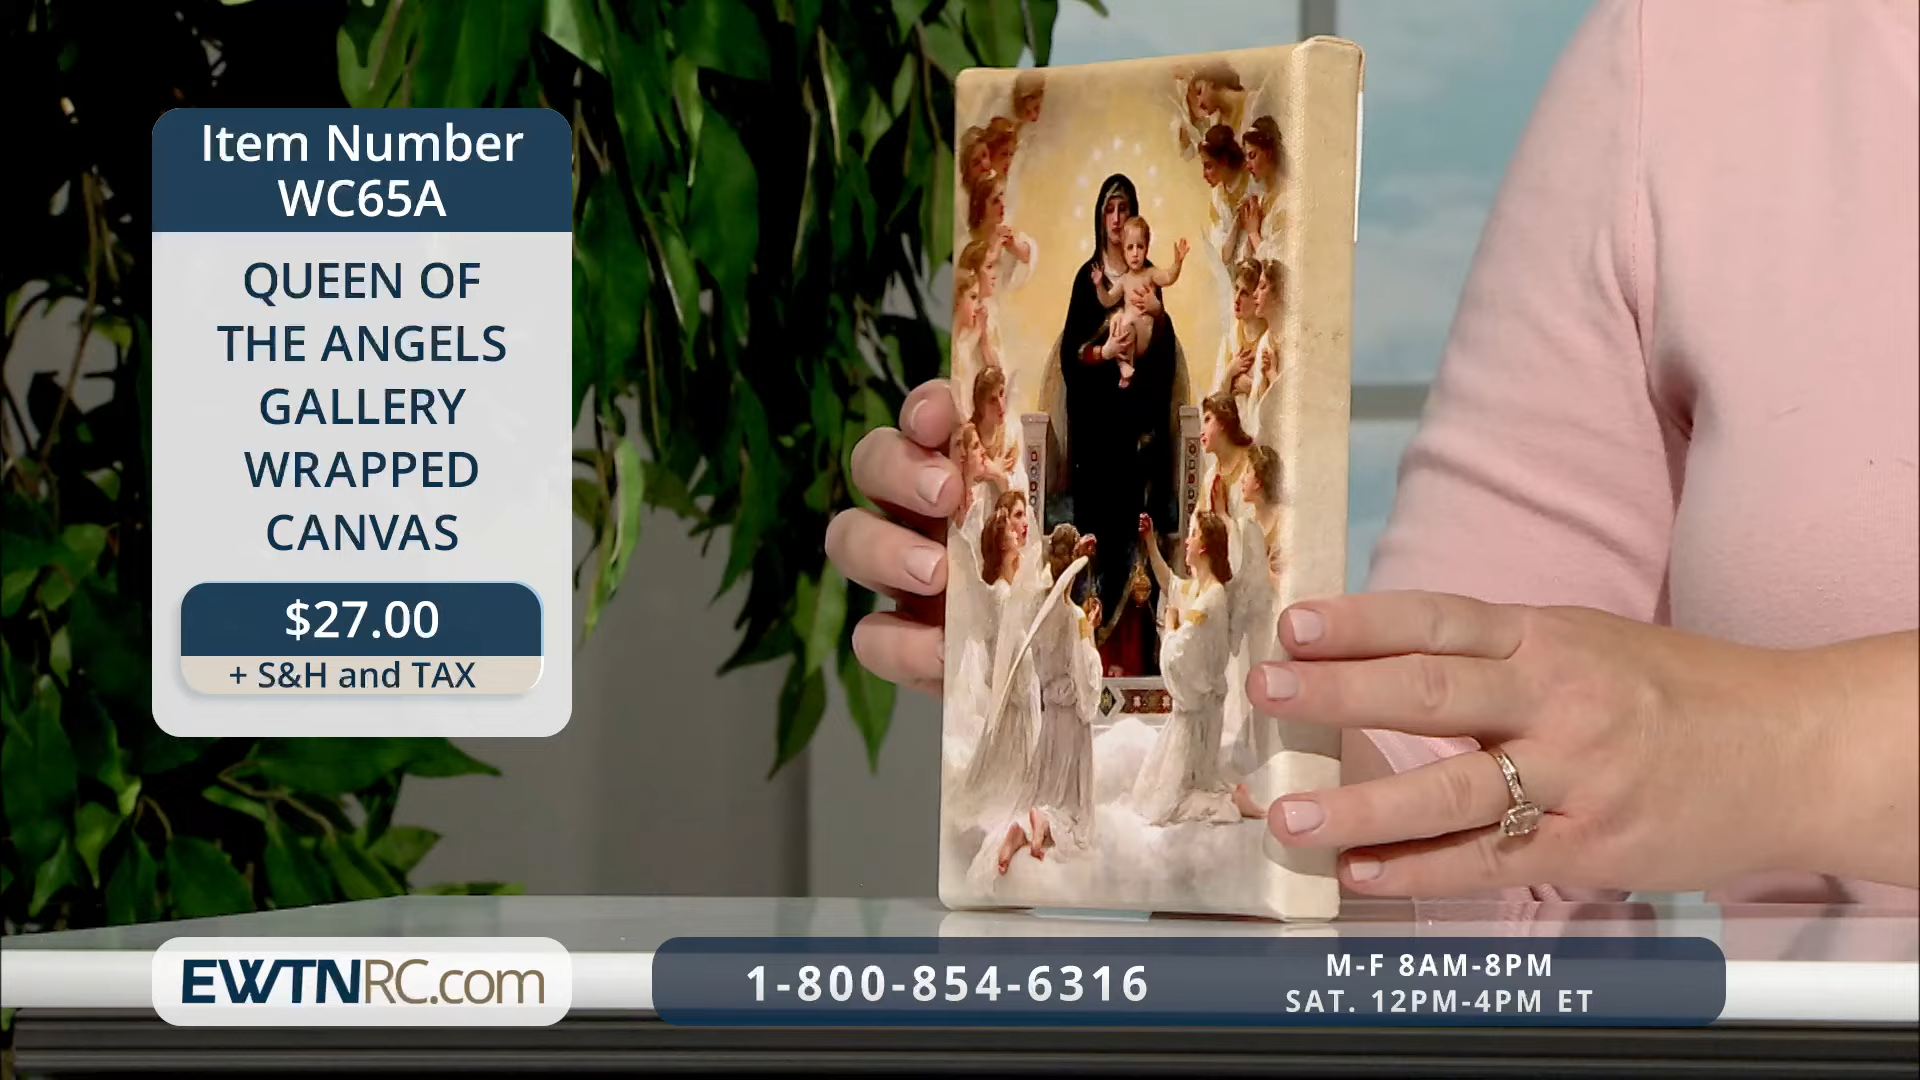 Item Number
WC65A
QUEEN OF
THE ANGELS
GALLERY
WRAPPED
CANVAS
$27.00
+ S&H and TAX
EWTNRC.com
1-800-854-6316
M-F 8AM-8PM
SAT. 12PM-4PM ET